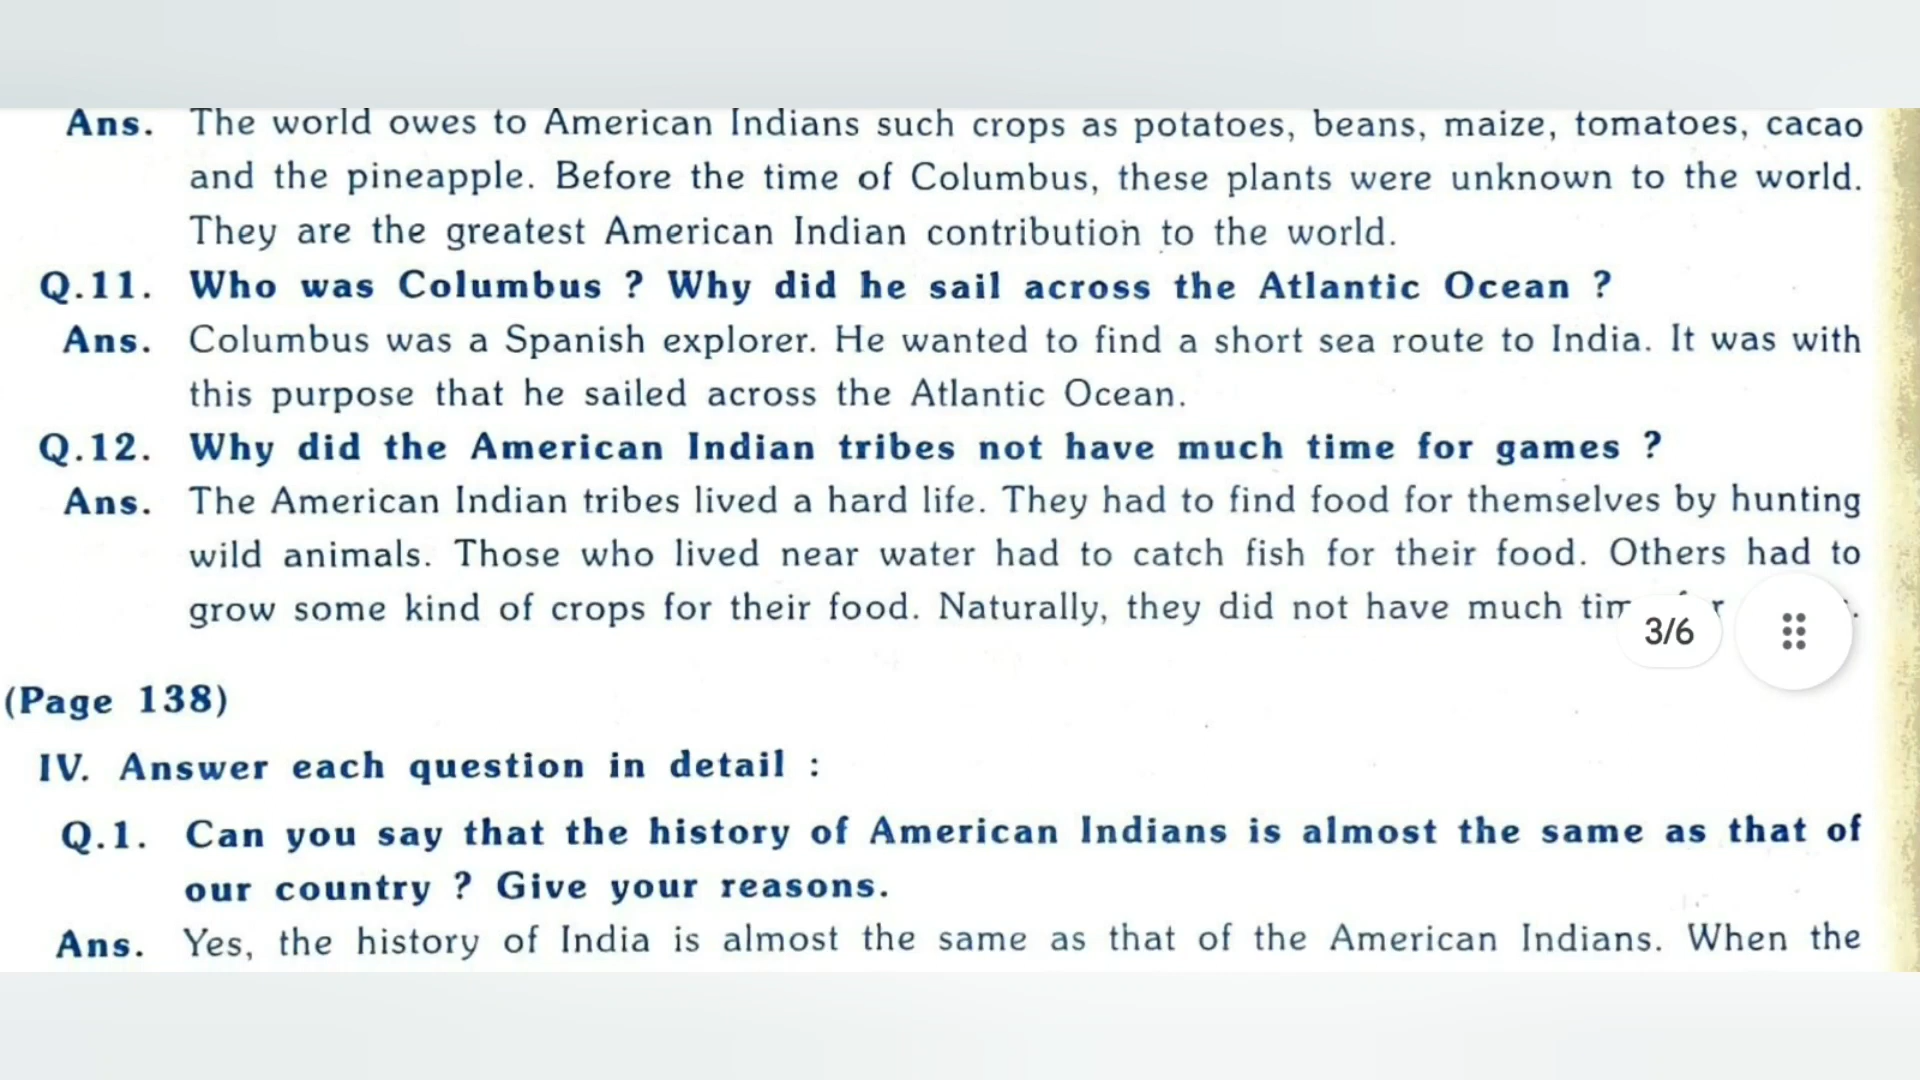 Ans. The world owes to American Indians such crops as potatoes, beans, maize, tomatoes, cacao
and the pineapple. Before the time of Columbus, these plants were unknown to the world.
They are the greatest American Indian contribution to the world.
Q.11. Who was Columbus ? Why did he sail across the Atlantic Ocean ?
Ans. Columbus was a Spanish explorer. He wanted to find a short sea route to India. It was with
this purpose that he sailed across the Atlantic Ocean.
Q.12. Why did the American Indian tribes not have much time for games ?
Ans. The American Indian tribes lived a hard life. They had to find food for themselves by hunting
wild animals. Those who lived near water had to catch fish for their food. Others had to
grow some kind of crops for their food. Naturally, they did not have much
3/6
(Page 138)
IV. Answer each question in detail :
Q.1. Can you say that the history of American Indians is almost the same as that of
our country ? Give your reasons.
Ans. Yes, the history of India is almost the same as that of the American Indians. When the